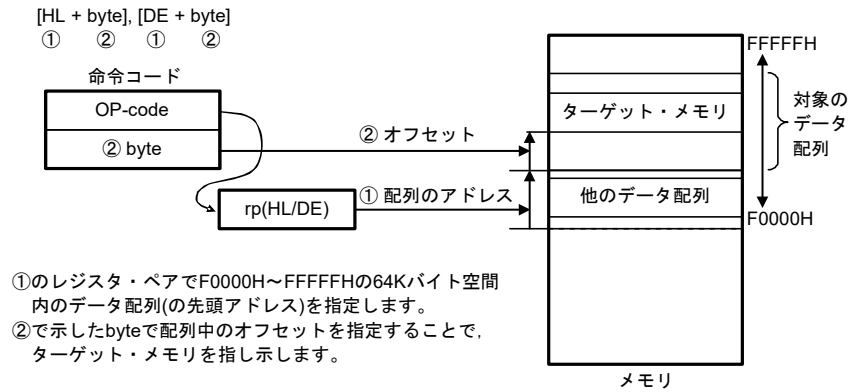 [HL + byte], [DE + byte]
① ② ① ②
命令コード
OP-code
② byte
② オフセット
rp(HL/DE)
① 配列のアドレス
FFFFFH
ターゲット・メモリ
対象の
データ
配列
他のデータ配列
F0000H
メモリ
①のレジスタ・ペアでF0000H～FFFFFHの64Kバイト空間
内のデータ配列(の先頭アドレス)を指定します。
②で示したbyteで配列中のオフセットを指定することで,
ターゲット・メモリを指し示します。